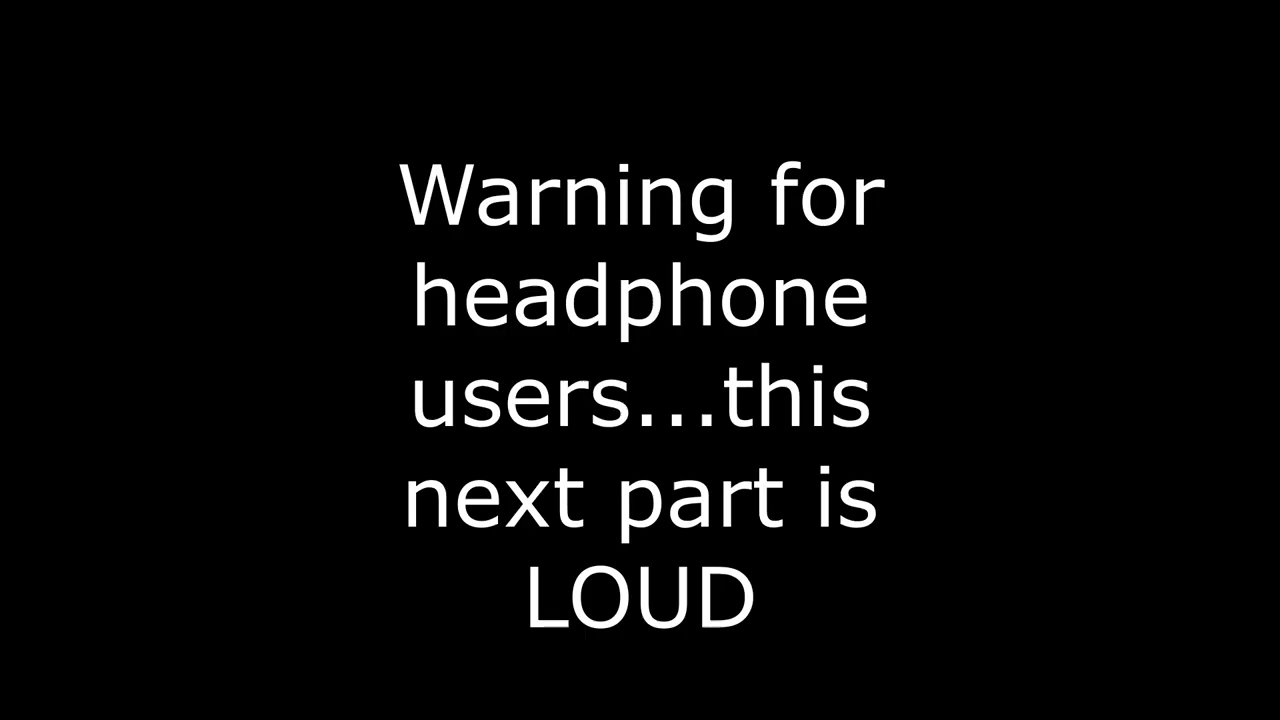 Warning for
headphone
users...this
next part is
LOUD